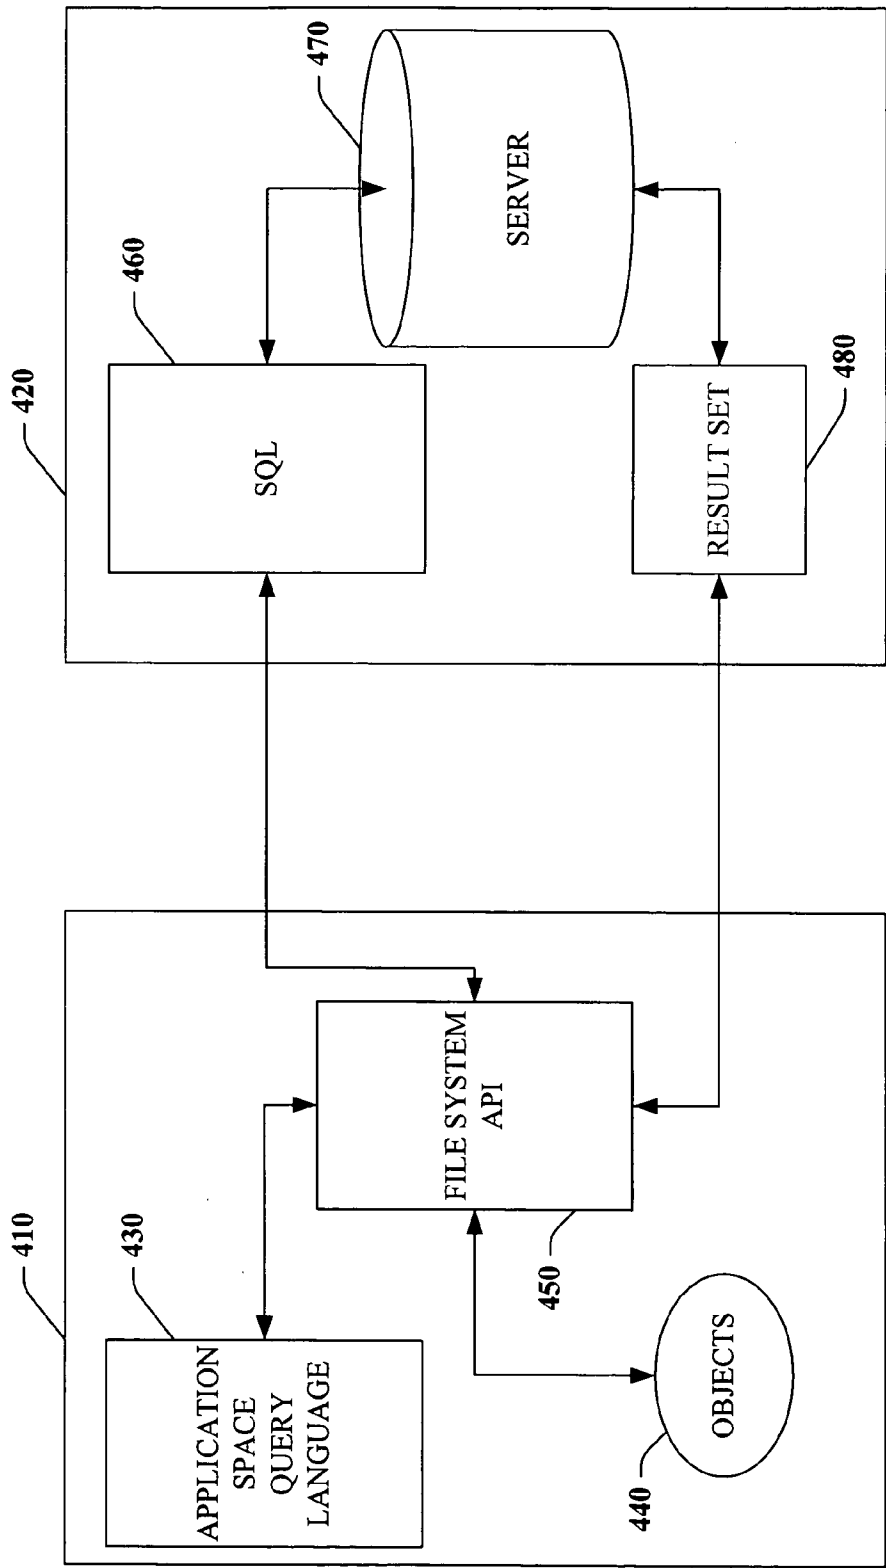 410
430
APPLICATION
SPACE
QUERY
LANGUAGE
FILE SYSTEM
API
450
OBJECTS
440
420
460
SQL
470
SERVER
RESULT SET
480